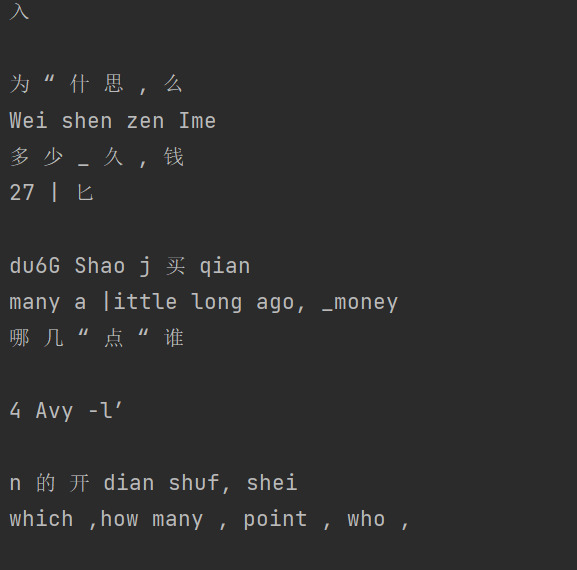 入
为 “ 什 思 , 么
Wei shen zen Ime
多 少 _ 久 , 钱
27 | 匕
du6G Shao j 买 qian
many a |ittle long ago, _money
哪 几 “ 点 “ 谁
4 Avy -l’
n 的 开 dian shuf, shei
which ,how many , point , who ,